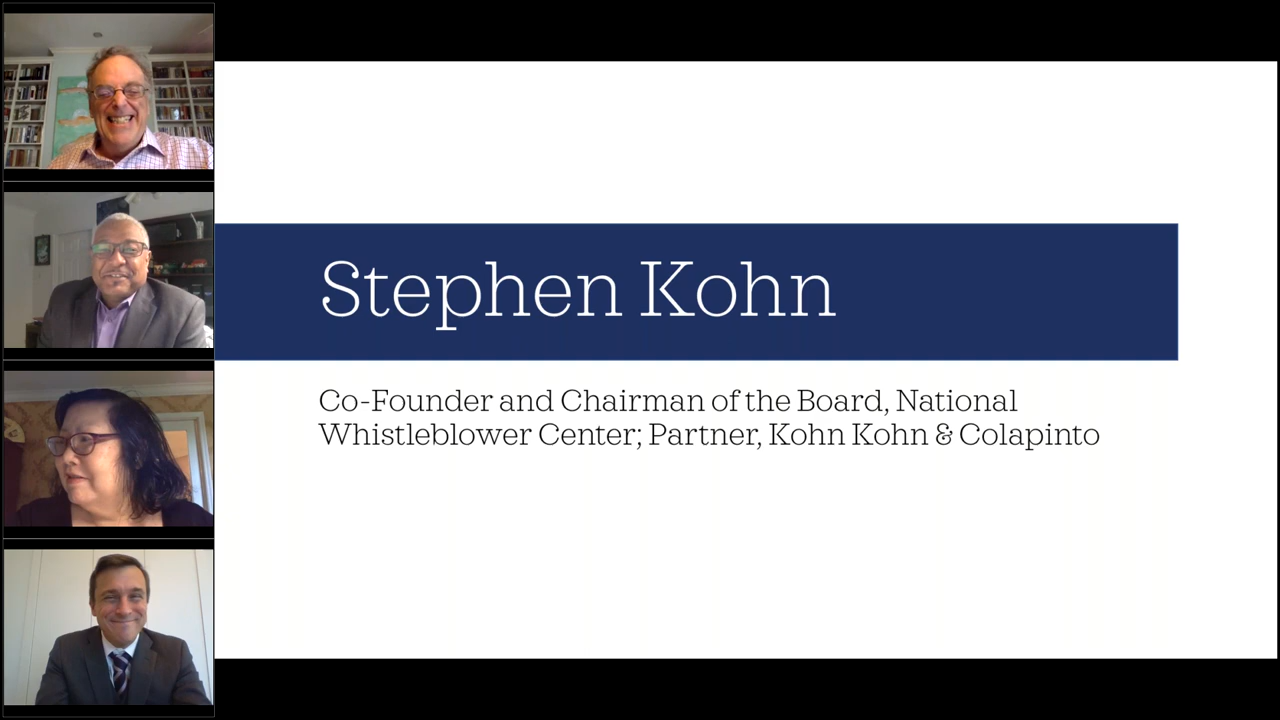 Stephen Kohn
Co-Founder and Chairman of the Board, National
Whistleblower Center; Partner, Kohn Kohn & Colapinto